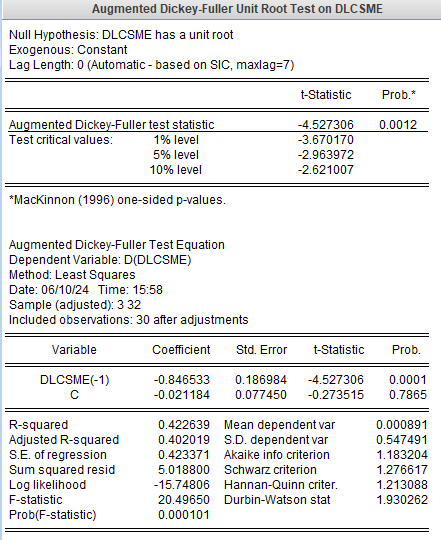 Augmented Dickey-Fuller Unit Root Test on DLCSME
Null Hypothesis: DLCSME has a unit root
Exogenous: Constant
Lag Length: 0 (Automatic - based on SIC, maxlag=7)
t-Statistic Prob.*
Augmented Dickey-Fuller test statistic -4.527306 0.0012
Test critical values: 1% level -3.670170
5% level -2.963972
10% level -2.621007
*MacKinnon (1996) one-sided p-values.
Augmented Dickey-Fuller Test Equation
Dependent Variable: D(DLCSME)
Method: Least Squares
Date: 06/10/24 Time: 15:58
Sample (adjusted): 3 32
Included observations: 30 after adjustments
Variable Coefficient Std. Error t-Statistic Prob.
DLCSME(-1) -0.846533 0.186984 -4.527306 0.0001
C -0.021184 0.077450 -0.273515 0.7865
R-squared 0.422639 Mean dependent var 0.000891
Adjusted R-squared 0.402019 S.D. dependent var 0.547491
S.E. of regression 0.423371 Akaike info criterion 1.183204
Sum squared resid 5.018800 Schwarz criterion 1.276617
Log likelihood -15.74806 Hannan-Quinn criter. 1.213088
F-statistic 20.49650 Durbin-Watson stat 1.930262
Prob(F-statistic) 0.000101